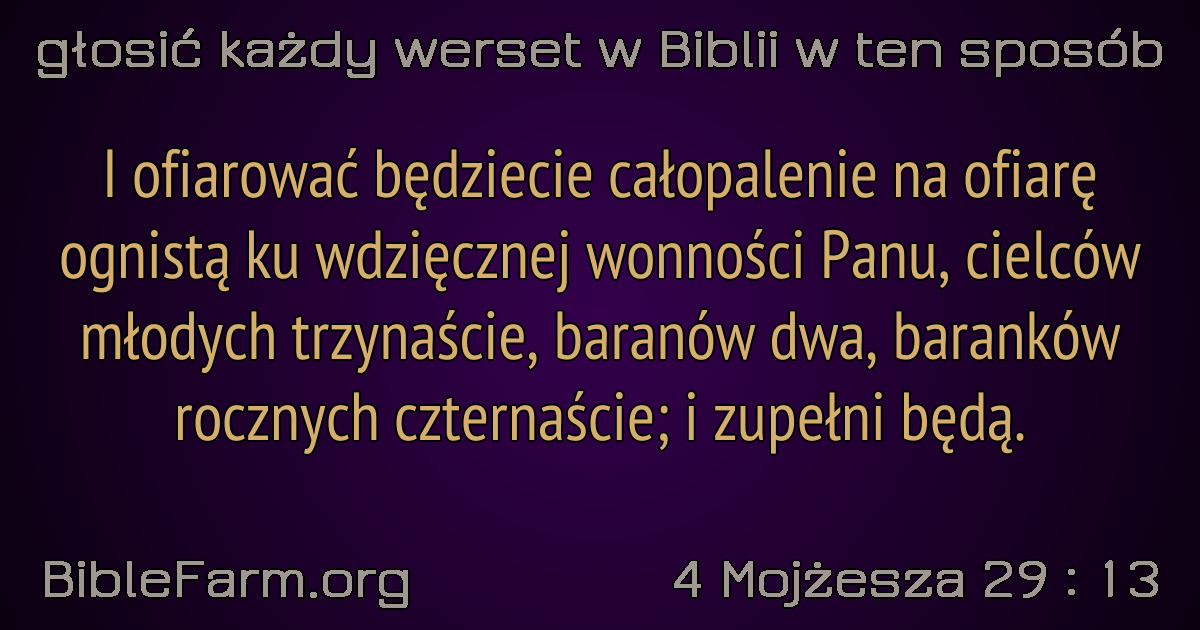 głosić każdy werset w Biblii w ten sposób
I ofiarować będziecie całopalenie na ofiarę
ognistą ku wdzięcznej wonności Panu, cielców
młodych trzynaście, baranów dwa, baranków
rocznych czternaście; i zupełni będą.
BibleFarm.org
4 Mojżesza 29 : 13